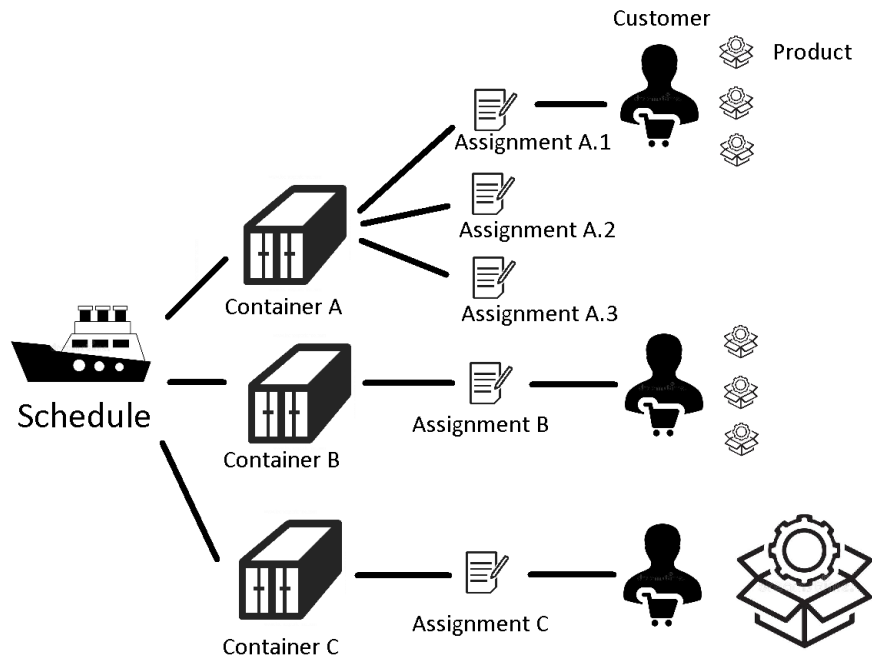 Customer
Product
Assignment A.1
Assignment A.2
Container A
Assignment A.3
Schedule
Assignment B
Container B
Assignment C
Container C